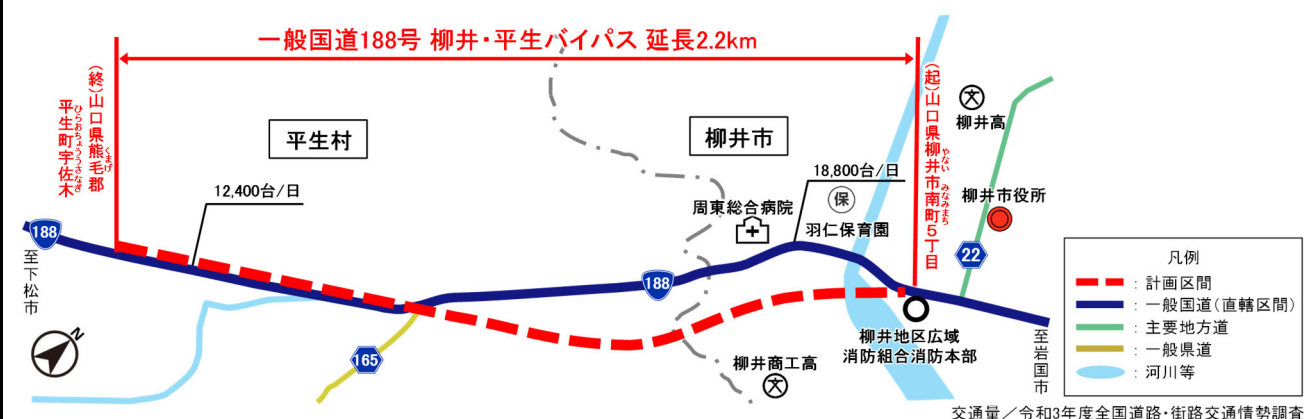 一般国道188号 柳井・平生バイパス 延長2.2km
(終)山口県熊毛郡
くまげ
平生町宇佐木
ひらおちょううさなぎ
(起)山口県柳井市南町5丁目
やない みなみまち
平生村
柳井市
文
柳井高
12,400台/日
18,800台/日
保
羽仁保育園
周東総合病院
柳井市役所
188
至下松市
188
22
165
柳井地区広域
消防組合消防本部
柳井商工高
文
至岩国市
N
凡例
：計画区間
：一般国道(直轄区間)
：主要地方道
：一般県道
：河川等
交通量／令和3年度全国道路・街路交通情勢調査